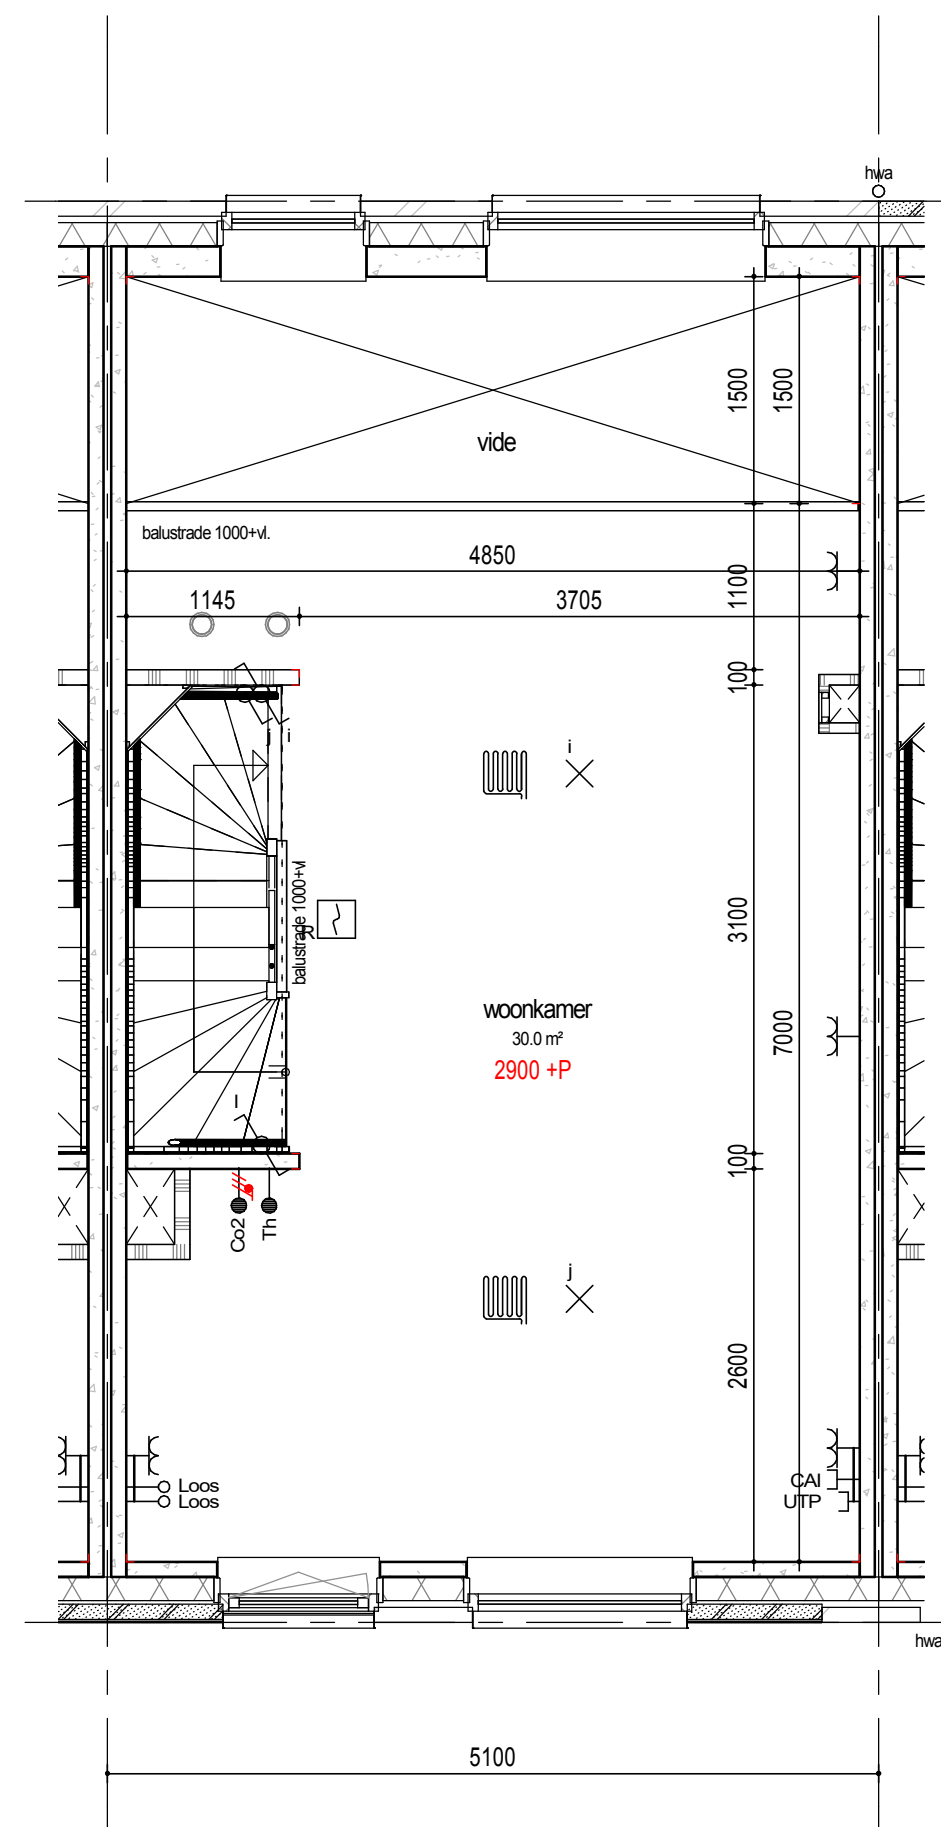 hwa
1500
1500
vide
balustrade 1000+vl.
4850
1100
1145
3705
100
j i
i
balustrade 1000+vl
R
3100
woonkamer
30.0 m²
2900 +P
7000
l
100
Co2
Th
j
2600
Loos
Loos
CAI
UTP
hwa
5100